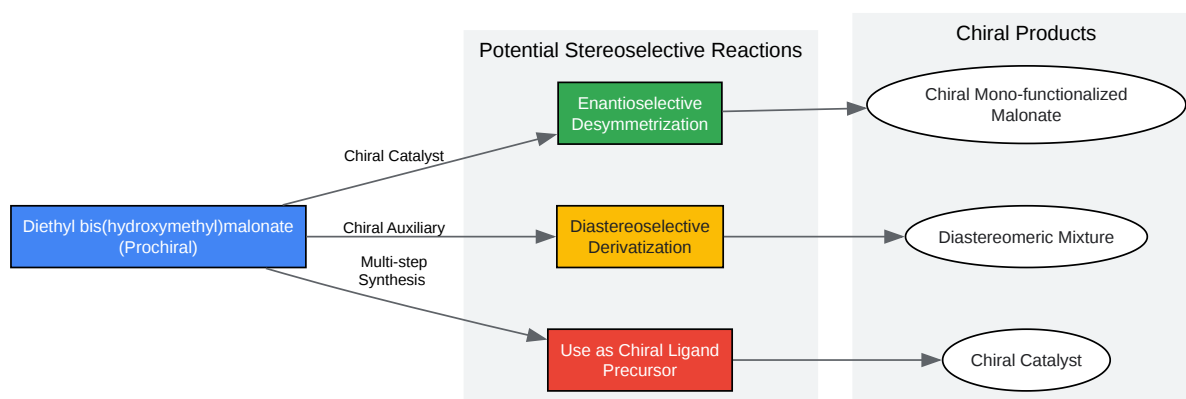 Potential Stereoselective Reactions
Chiral Products
Enantioselective
Desymmetrization
Chiral Mono-functionalized
Malonate
Chiral Catalyst
Diethyl bis(hydroxymethyl)malonate
(Prochiral)
Chiral Auxiliary
Diastereoselective
Derivatization
Diastereomeric Mixture
Multi-step
Synthesis
Use as Chiral Ligand
Precursor
Chiral Catalyst